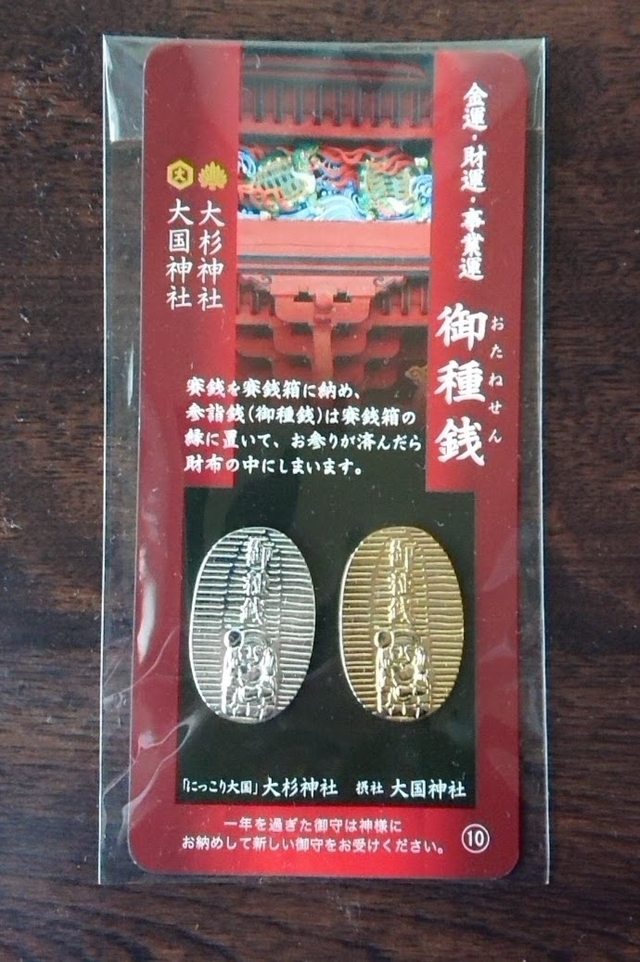 金運・財運・事業運
御種銭
おたねせん
大杉神社
大国神社
賽銭を賽銭箱に納め、
参詣銭(御種銭)は賽銭箱の
縁に置いて、お参りが済んだら
財布の中にしまいます。
御種銭
御種銭
「にっこり大国」大杉神社 摂社 大国神社
一年を過ぎた御守は神様に
お納めして新しい御守をお受けください。
⑩